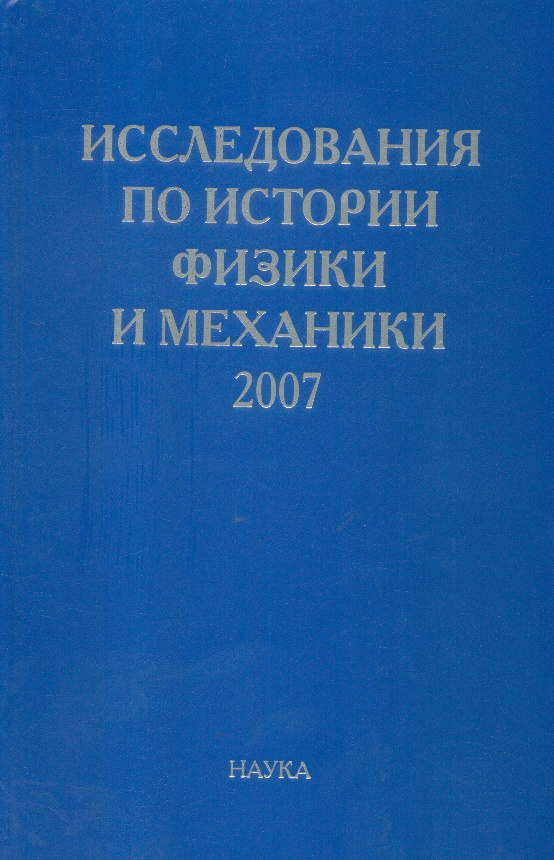 ИССЛЕДОВАНИЯ
ПО ИСТОРИИ
ФИЗИКИ
И МЕХАНИКИ
2007
НАУКА